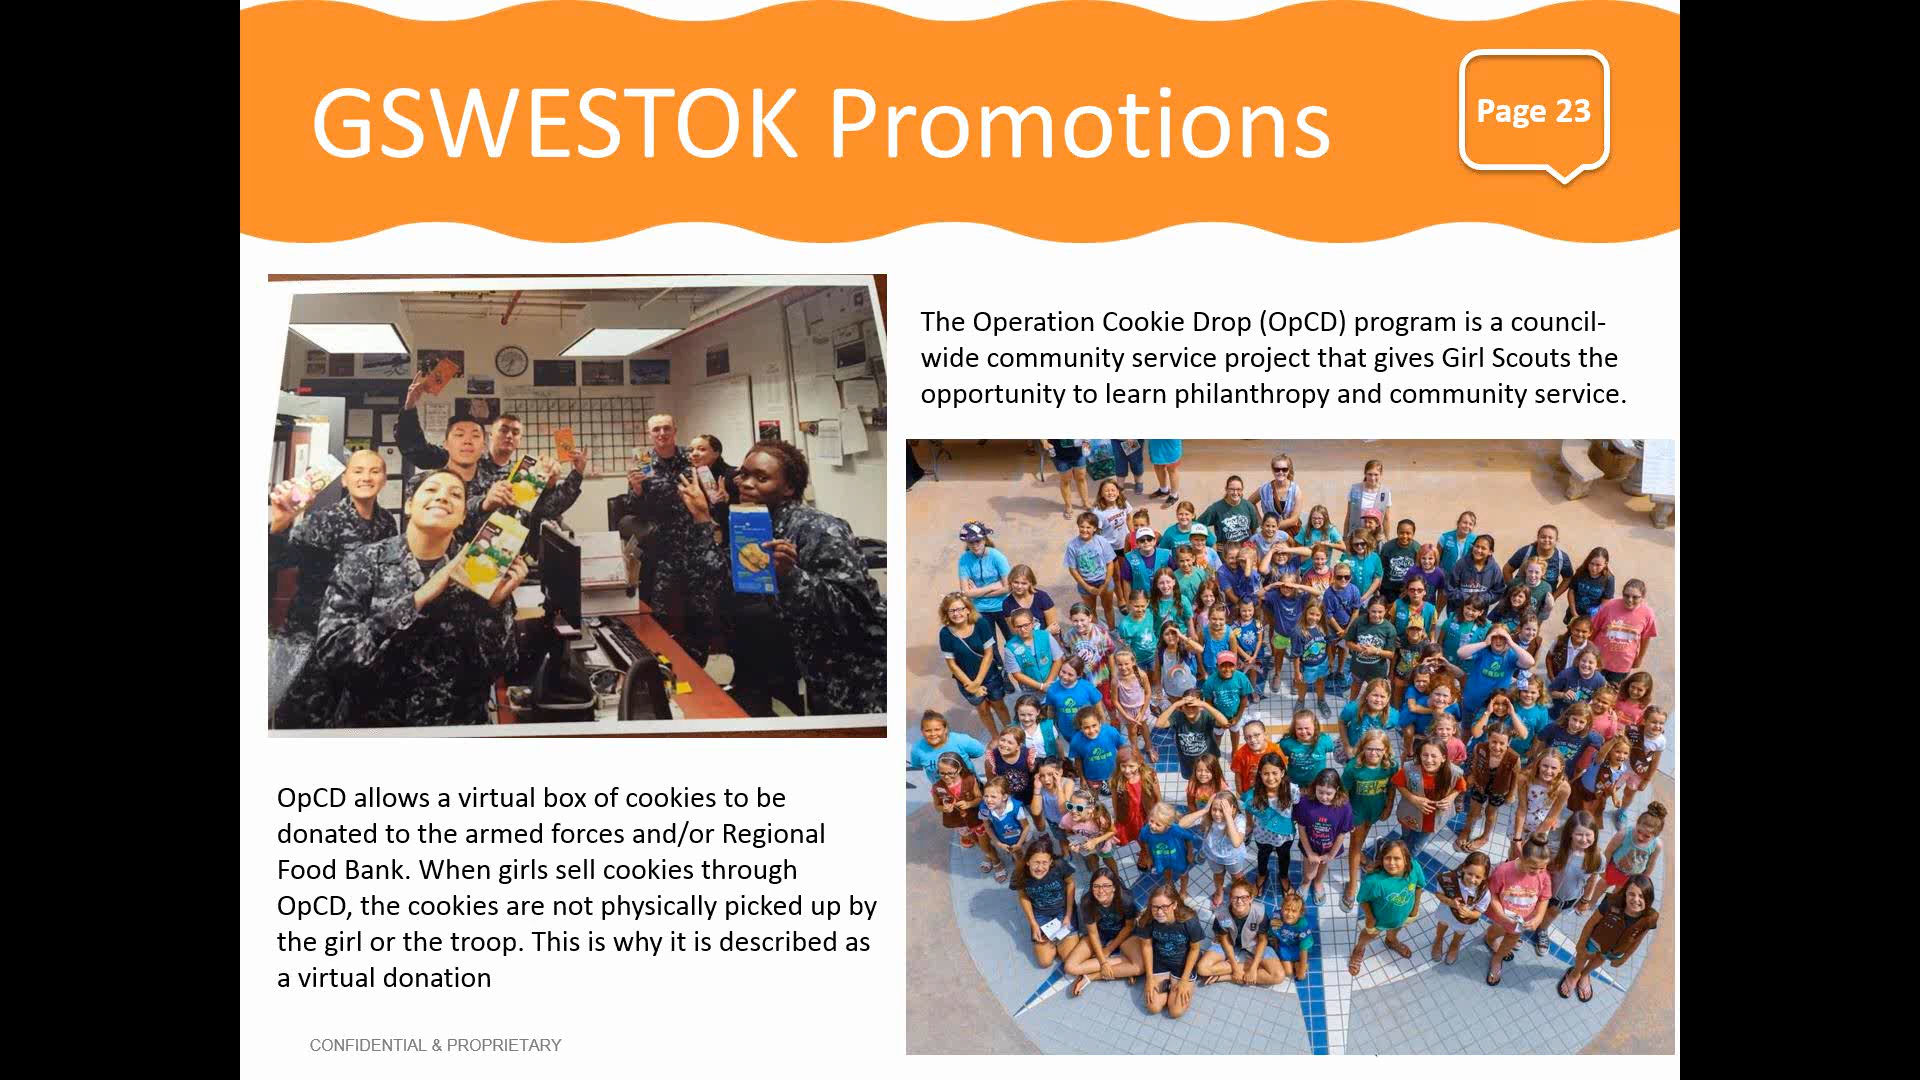 GSWESTOK Promotions
Page 23
The Operation Cookie Drop (OpCD) program is a council-
wide community service project that gives Girl Scouts the
opportunity to learn philanthropy and community service.
OpCD allows a virtual box of cookies to be
donated to the armed forces and/or Regional
Food Bank. When girls sell cookies through
OpCD, the cookies are not physically picked up by
the girl or the troop. This is why it is described as
a virtual donation
CONFIDENTIAL & PROPRIETARY